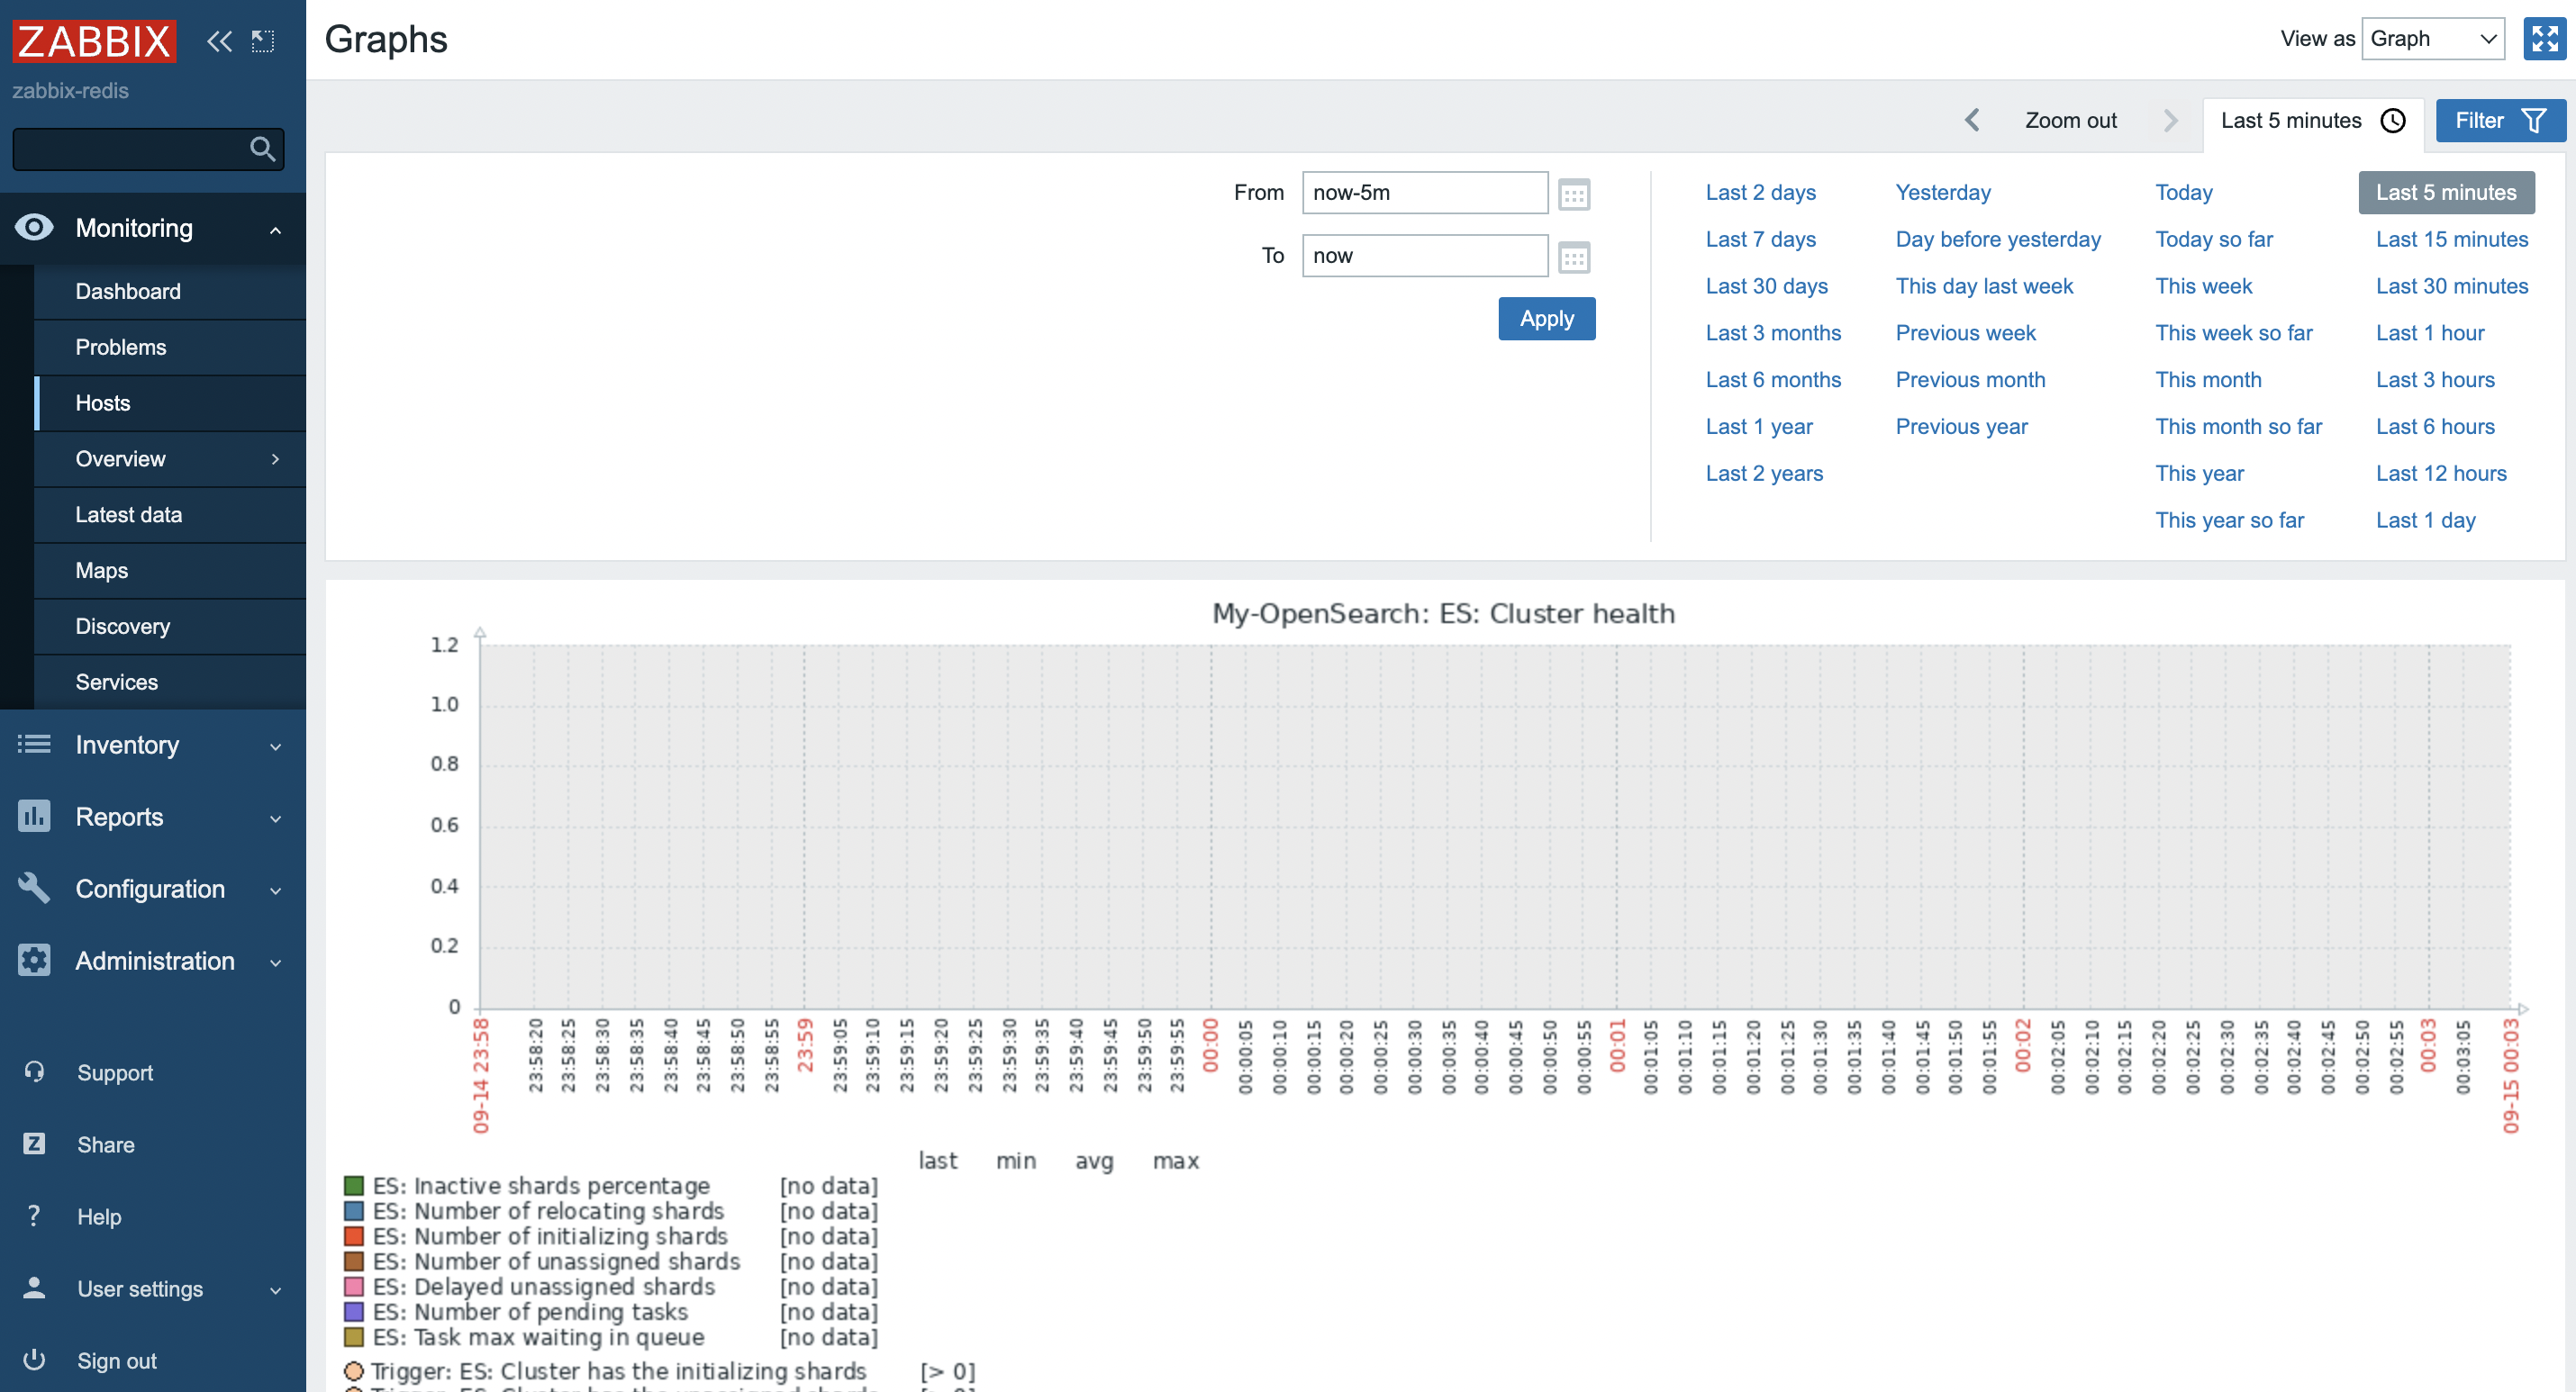 ZABBIX
zabbix-redis
Monitoring
Dashboard
Problems
Hosts
Overview
Latest data
Maps
Discovery
Services
Inventory
Reports
Configuration
Administration
Support
Share
Help
User settings
Sign out
Graphs
View as Graph
Zoom out Last 5 minutes Filter
From now-5m
To now
Apply
Last 2 days Yesterday Today Last 5 minutes
Last 7 days Day before yesterday Today so far Last 15 minutes
Last 30 days This day last week This week Last 30 minutes
Last 3 months Previous week This week so far Last 1 hour
Last 6 months Previous month This month Last 3 hours
Last 1 year Previous year This month so far Last 6 hours
Last 2 years This year Last 12 hours
This year so far Last 1 day
My-OpenSearch: ES: Cluster health
1.2
1.0
0.8
0.6
0.4
0.2
0
09-14 23:58 23:58:20 23:58:25 23:58:30 23:58:35 23:58:40 23:58:45 23:58:50 23:58:55 23:59 23:59:05 23:59:10 23:59:15 23:59:20 23:59:25 23:59:30 23:59:35 23:59:40 23:59:45 23:59:50 23:59:55 00:00 00:00:05 00:00:10 00:00:15 00:00:20 00:00:25 00:00:30 00:00:35 00:00:40 00:00:45 00:00:50 00:00:55 00:01 00:01:05 00:01:10 00:01:15 00:01:20 00:01:25 00:01:30 00:01:35 00:01:40 00:01:45 00:01:50 00:01:55 00:02 00:02:05 00:02:10 00:02:15 00:02:20 00:02:25 00:02:30 00:02:35 00:02:40 00:02:45 00:02:50 00:02:55 00:03 00:03:05 09-15 00:03
last min avg max
ES: Inactive shards percentage [no data]
ES: Number of relocating shards [no data]
ES: Number of initializing shards [no data]
ES: Number of unassigned shards [no data]
ES: Delayed unassigned shards [no data]
ES: Number of pending tasks [no data]
ES: Task max waiting in queue [no data]
Trigger: ES: Cluster has the initializing shards [> 0]